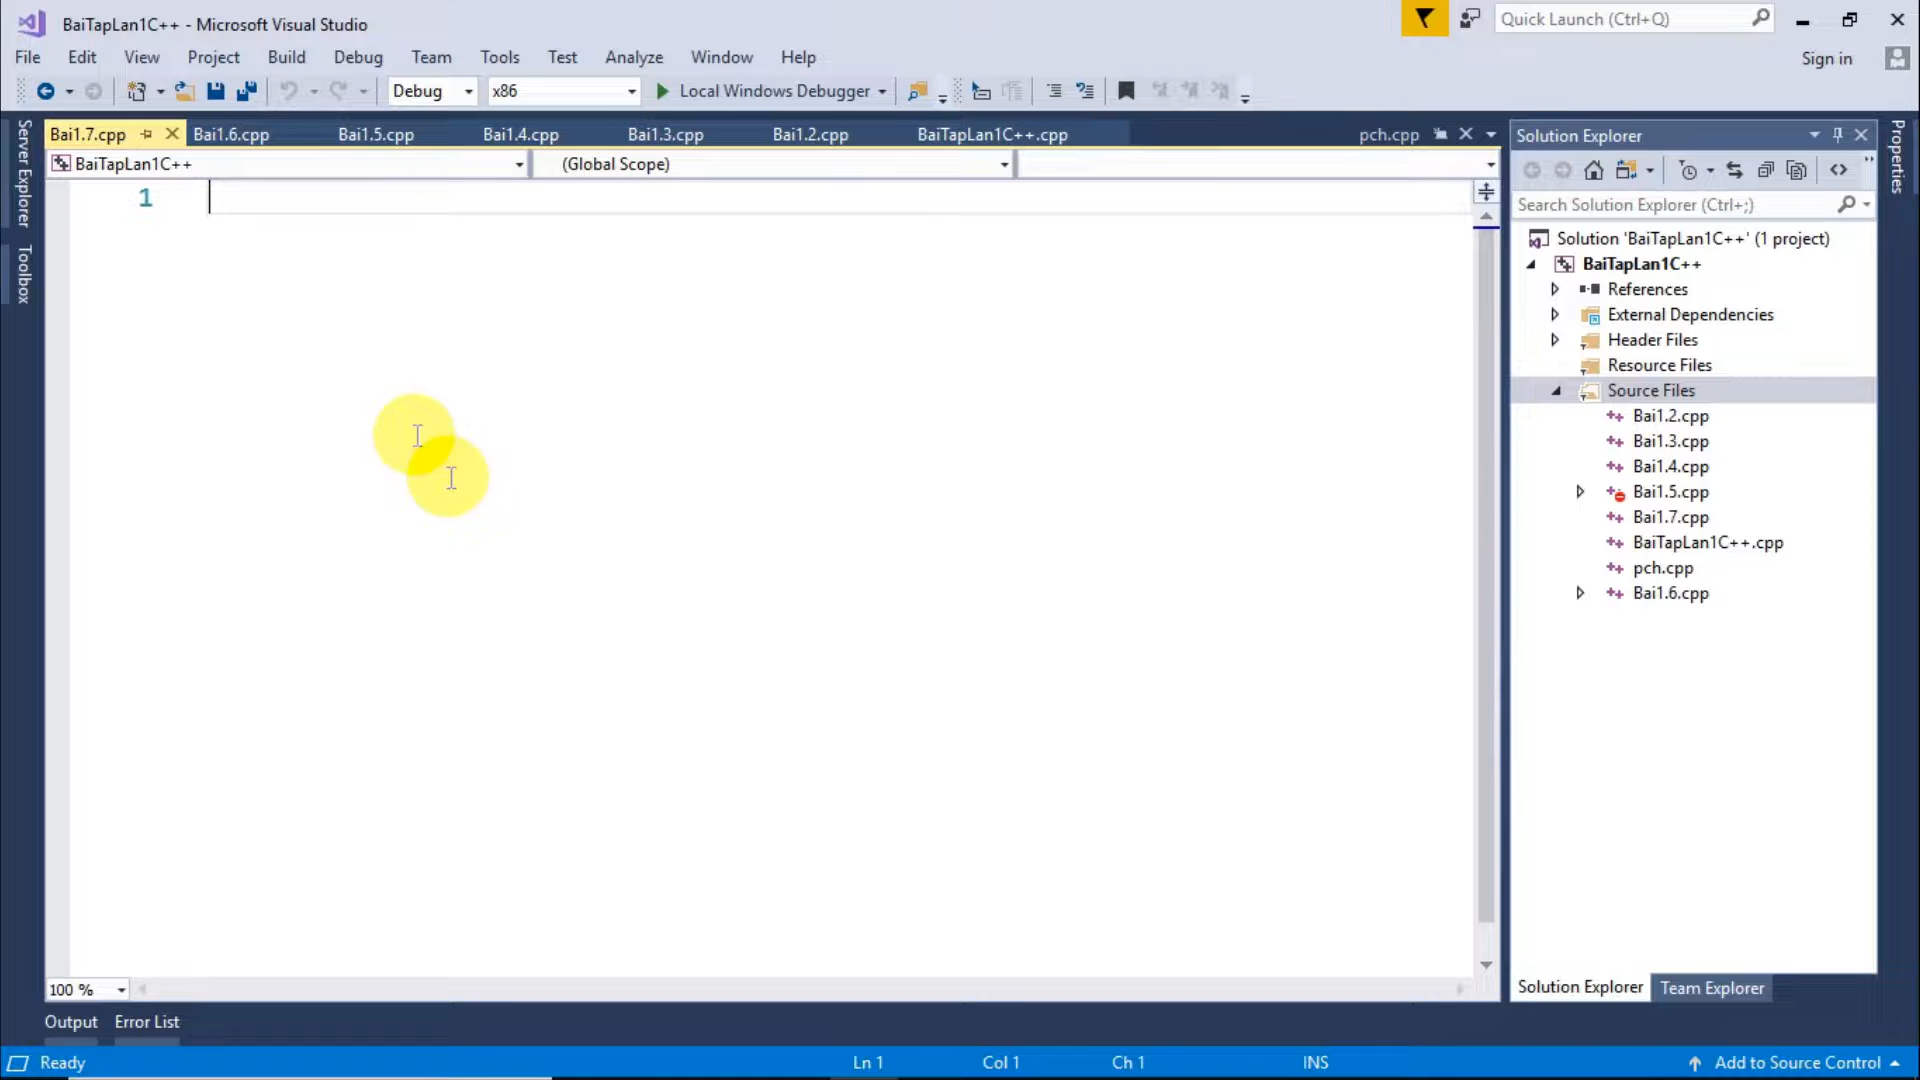 BaiTapLan1C++ - Microsoft Visual Studio
Quick Launch (Ctrl+Q)
File Edit View Project Build Debug Team Tools Test Analyze Window Help
Sign in
Debug x86 Local Windows Debugger
Bai1.7.cpp Bai1.6.cpp Bai1.5.cpp Bai1.4.cpp Bai1.3.cpp Bai1.2.cpp BaiTapLan1C++.cpp pch.cpp
BaiTapLan1C++ (Global Scope)
1
Server Explorer
Toolbox
100 %
Solution Explorer
Search Solution Explorer (Ctrl+;)
Solution 'BaiTapLan1C++' (1 project)
BaiTapLan1C++
References
External Dependencies
Header Files
Resource Files
Source Files
Bai1.2.cpp
Bai1.3.cpp
Bai1.4.cpp
Bai1.5.cpp
Bai1.7.cpp
BaiTapLan1C++.cpp
pch.cpp
Bai1.6.cpp
Solution Explorer Team Explorer
Properties
Output Error List
Ready Ln 1 Col 1 Ch 1 INS Add to Source Control